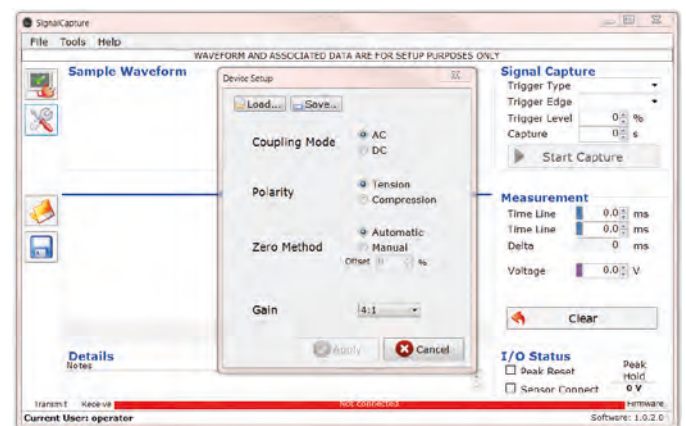 SignalCapture
File Tools Help
WAVEFORM AND ASSOCIATED DATA ARE FOR SETUP PURPOSES ONLY
Sample Waveform
Device Setup
Load... Save...
Coupling Mode
AC
DC
Polarity
Tension
Compression
Zero Method
Automatic
Manual
Offset 0 %
Gain
4:1
Apply Cancel
Signal Capture
Trigger Type
Trigger Edge
Trigger Level 0 %
Capture 0 s
Start Capture
Measurement
Time Line 0.0 ms
Time Line 0.0 ms
Delta 0 ms
Voltage 0.0 V
Clear
Details
Notes
I/O Status
Peak Reset
Peak Hold
Sensor Connect 0 V
Transmit Receive Not connected Firmware
Current User: operator Software: 1.0.2.0